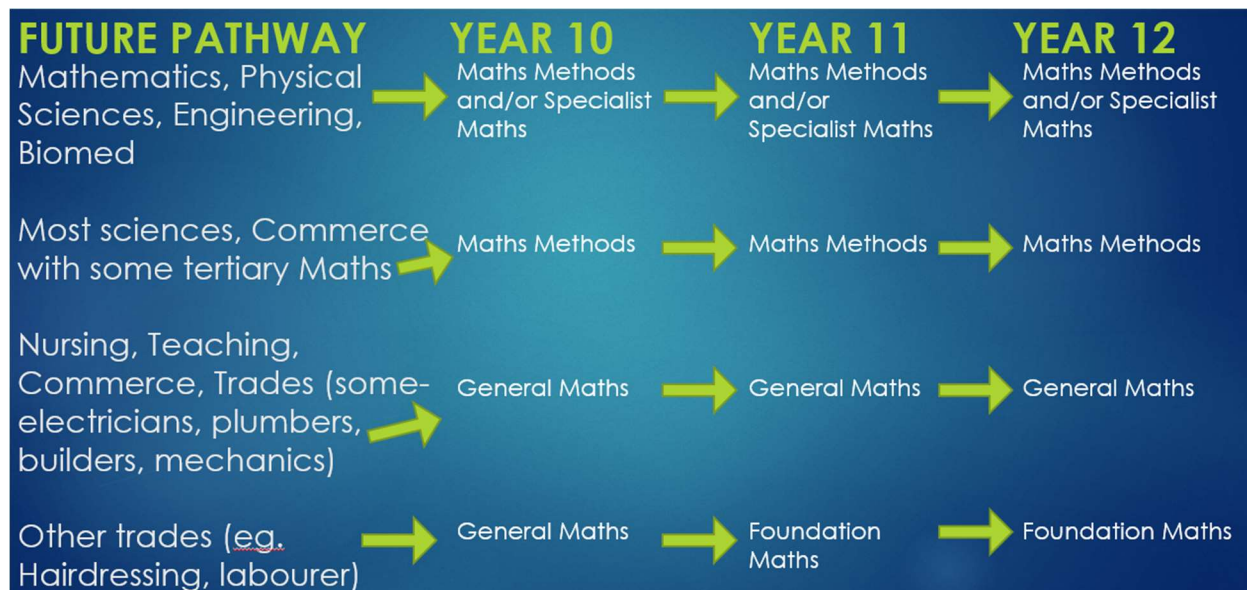 FUTURE PATHWAY YEAR 10 YEAR 11 YEAR 12
Mathematics, Physical
Sciences, Engineering,
Biomed
Maths Methods
and/or Specialist
Maths
Maths Methods
and/or
Specialist Maths
Maths Methods
and/or Specialist
Maths
Most sciences, Commerce
with some tertiary Maths
Maths Methods
Maths Methods
Maths Methods
Nursing, Teaching,
Commerce, Trades (some-
electricians, plumbers,
builders, mechanics)
General Maths
General Maths
General Maths
Other trades (eg.
Hairdressing, labourer)
General Maths
Foundation
Maths
Foundation Maths